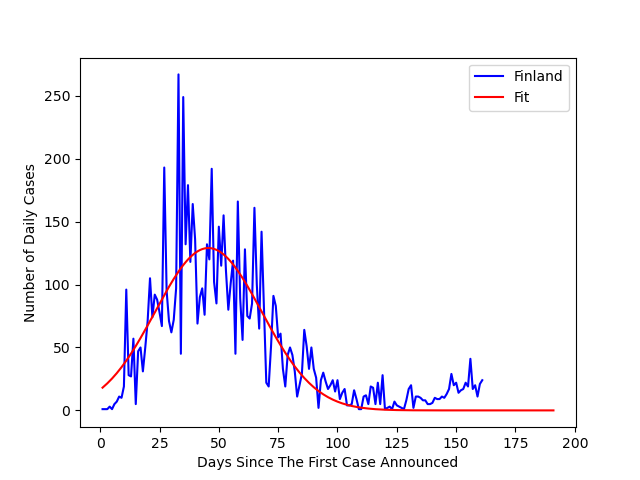 Finland
Fit
Number of Daily Cases
250
200
150
100
50
0
0 25 50 75 100 125 150 175 200
Days Since The First Case Announced